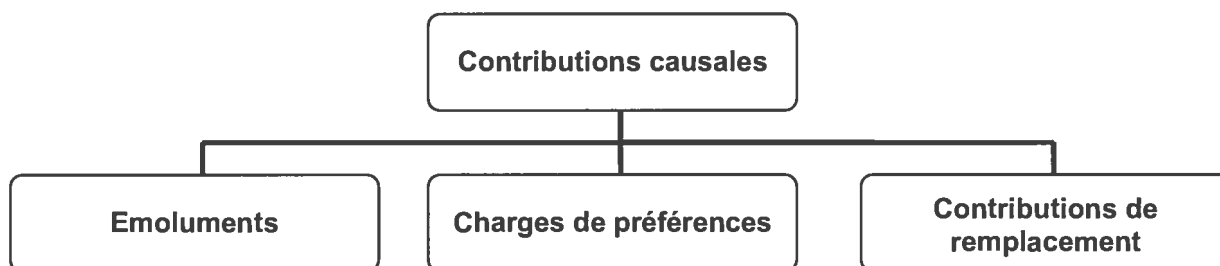 Contributions causales
Emoluments
Charges de préférences
Contributions de
remplacement